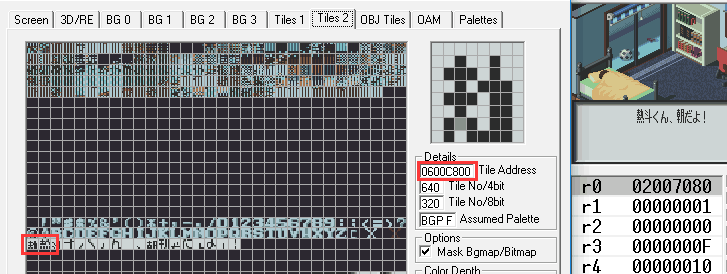 Screen 3D/RE BG 0 BG 1 BG 2 BG 3 Tiles 1 Tiles 2 OBJ Tiles OAM Palettes
Details
0600C800 Tile Address
640 Tile No/4bit
320 Tile No/8bit
BGP F Assumed Palette
Options
Mask Bgmap/Bitmap
Color Depth
熱斗くん、朝だよ!
r0 02007080
r1 00000001
r2 00000000
r3 0000000F
r4 00000010
0123456789
ABCDEFGHIJKLMNOPQRSTUVWXYZ